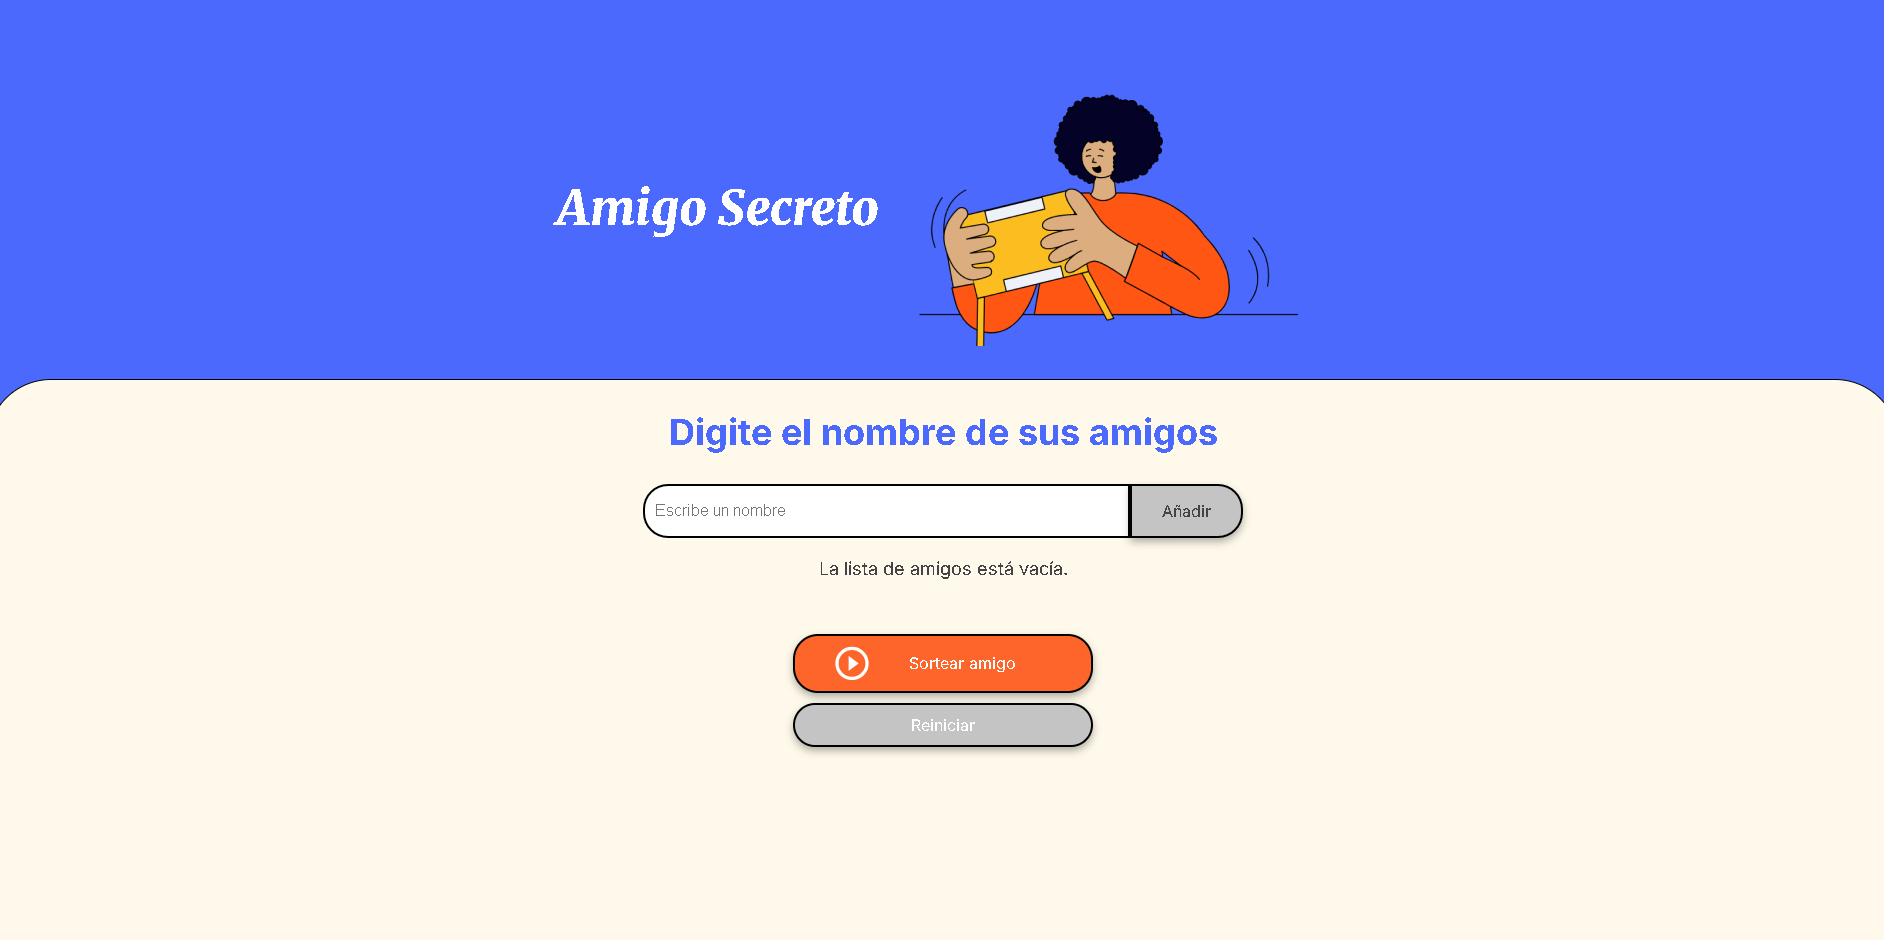 Amigo Secreto
Digite el nombre de sus amigos
Escribe un nombre
Añadir
La lista de amigos está vacía.
Sortear amigo
Reiniciar